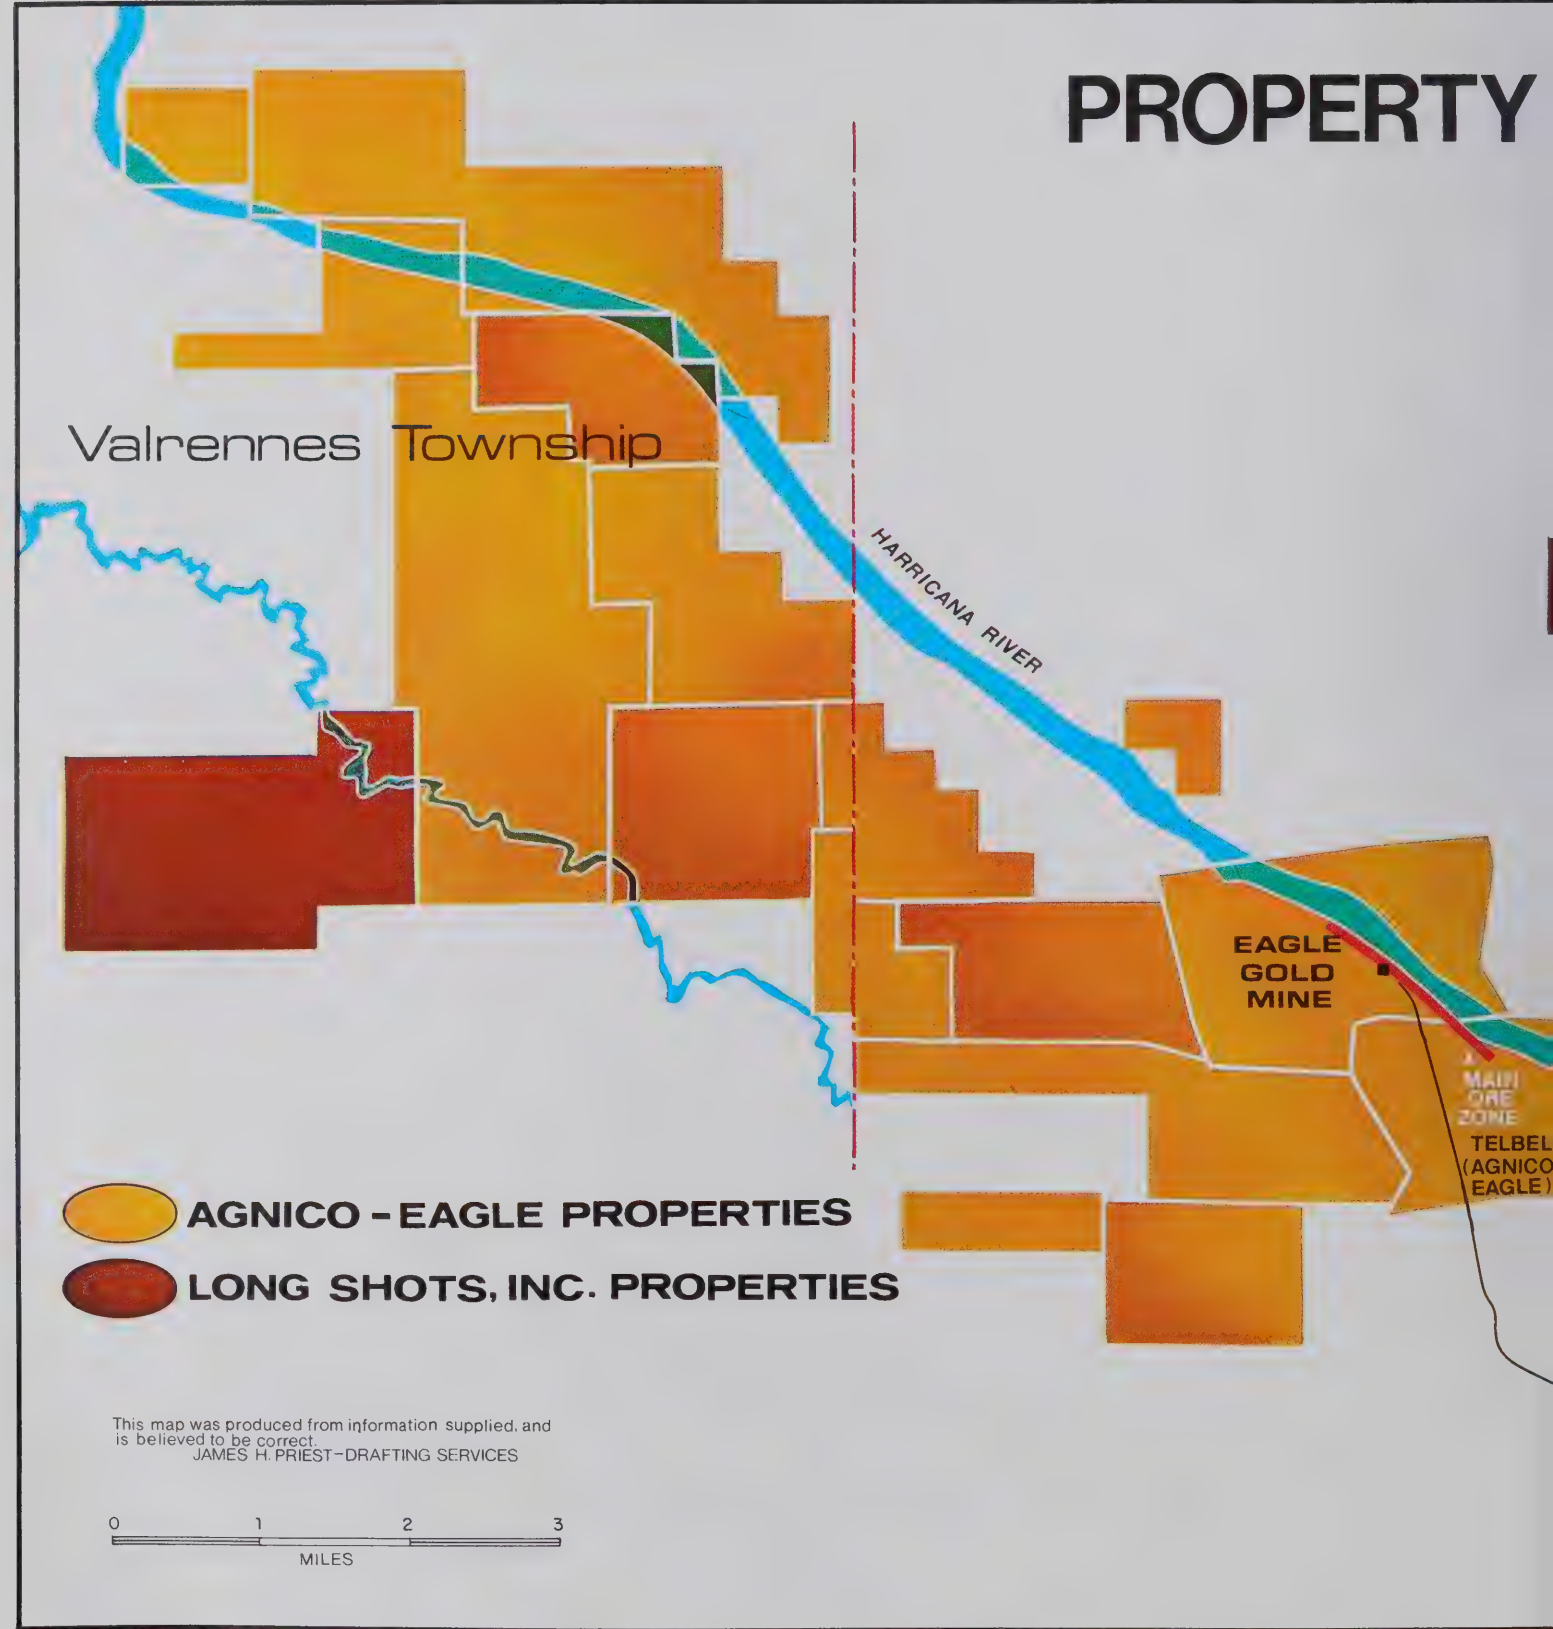 PROPERTY
Valrennes Township
HARRICANA RIVER
EAGLE
GOLD
MINE
MAIN
ORE
ZONE
TELBEL
(AGNICO
EAGLE)
AGNICO-EAGLE PROPERTIES
LONG SHOTS, INC. PROPERTIES
This map was produced from information supplied, and
is believed to be correct.
JAMES H. PRIEST-DRAFTING SERVICES
0 1 2 3
MILES